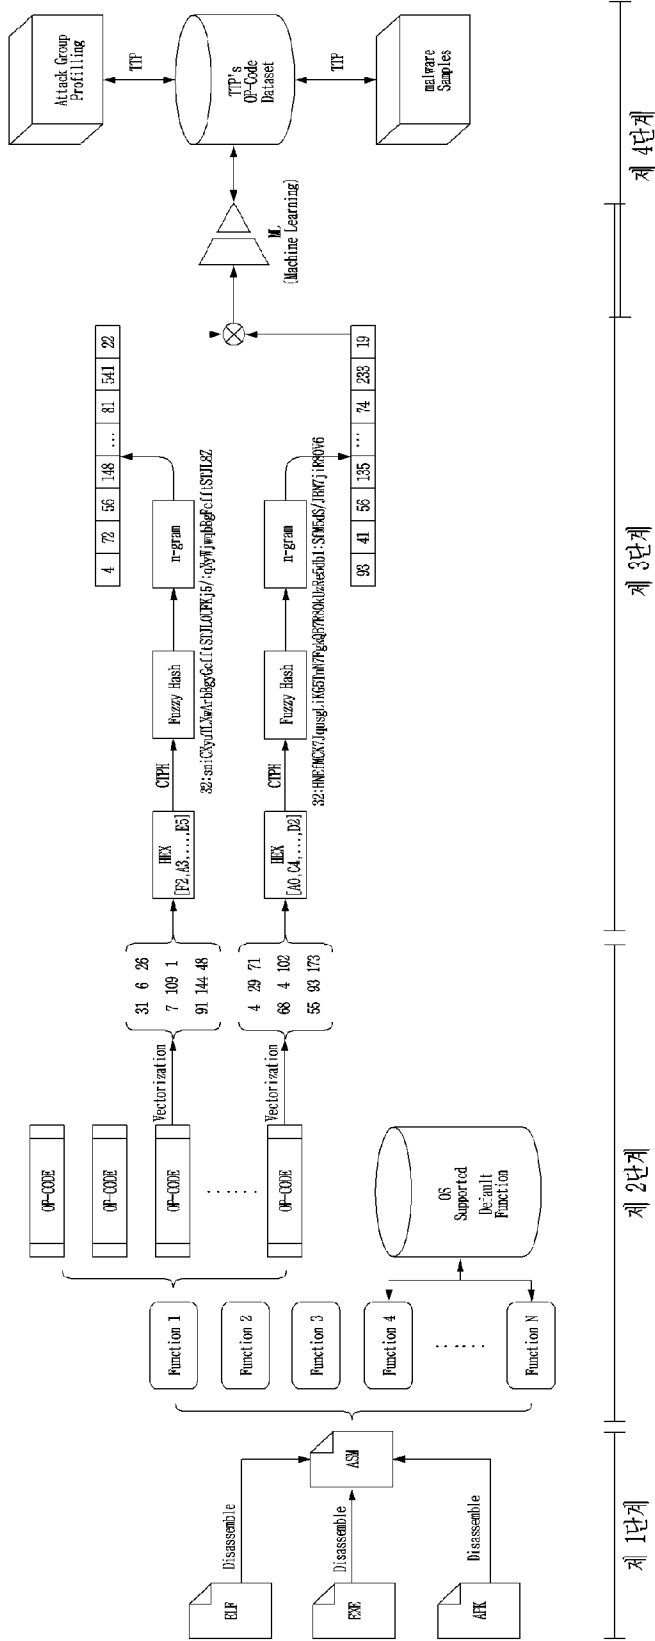 ELF
EXE
APK
Disassemble
Disassemble
Disassemble
ASM
제 1단계
Function 1
Function 2
Function 3
Function 4
......
Function N
OP-CODE
OP-CODE
OP-CODE
......
OP-CODE
OS
Supported
Default
Function
Vectorization
Vectorization
31 6 26
7 109 1
91 144 48
4 29 71
68 4 102
55 93 173
제 2단계
HEX
[F2,A3,...,E5]
CTPH
Fuzzy Hash
n-gram
4 72 56 148 ... 81 541 22
HEX
[A0,C4,...,D2]
CTPH
Fuzzy Hash
n-gram
93 41 56 135 ... 74 233 19
제 3단계
ML
(Machine Learning)
Attack Group
Profilling
TTP
TTP's
OP-Code
Dataset
TTP
malware
Samples
제 4단계